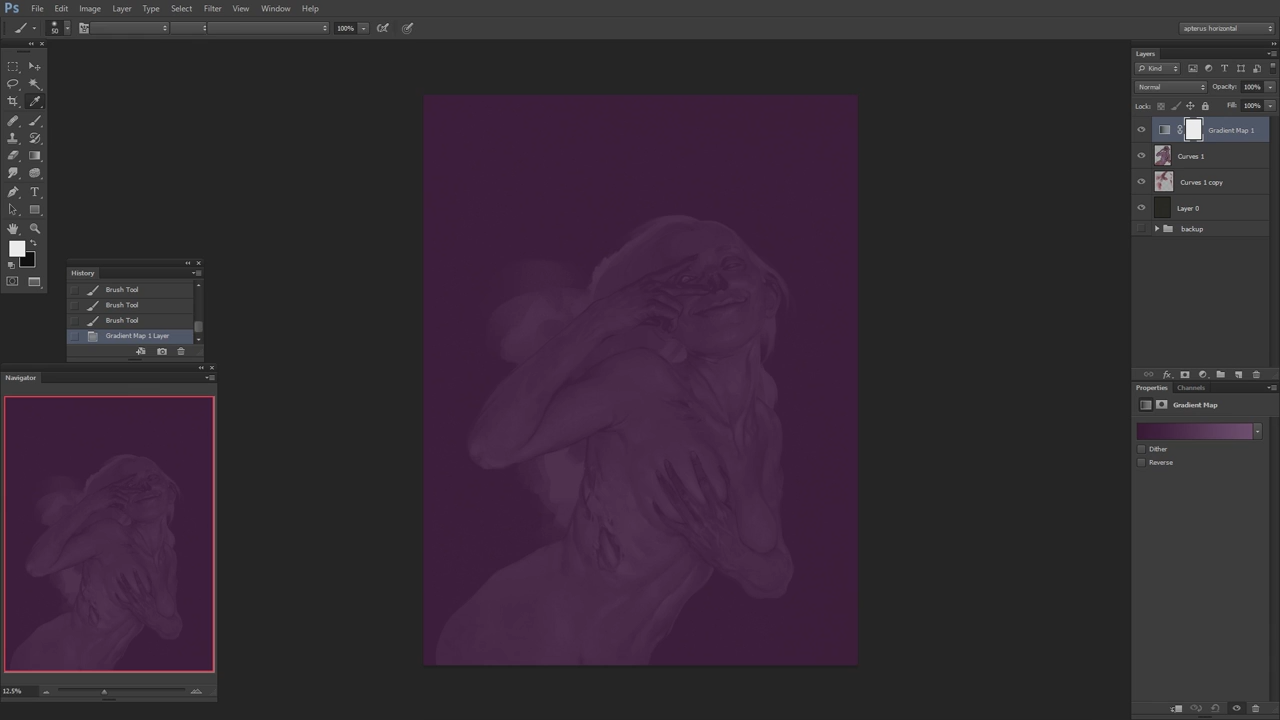 Ps File Edit Image Layer Type Select Filter View Window Help
50 100% apterus horizontal
Layers
Kind
Normal Opacity: 100%
Lock: Fill: 100%
Gradient Map 1
Curves 1
Curves 1 copy
Layer 0
backup
History
Brush Tool
Brush Tool
Brush Tool
Gradient Map 1 Layer
Navigator
12.5%
Properties Channels
Gradient Map
Dither
Reverse